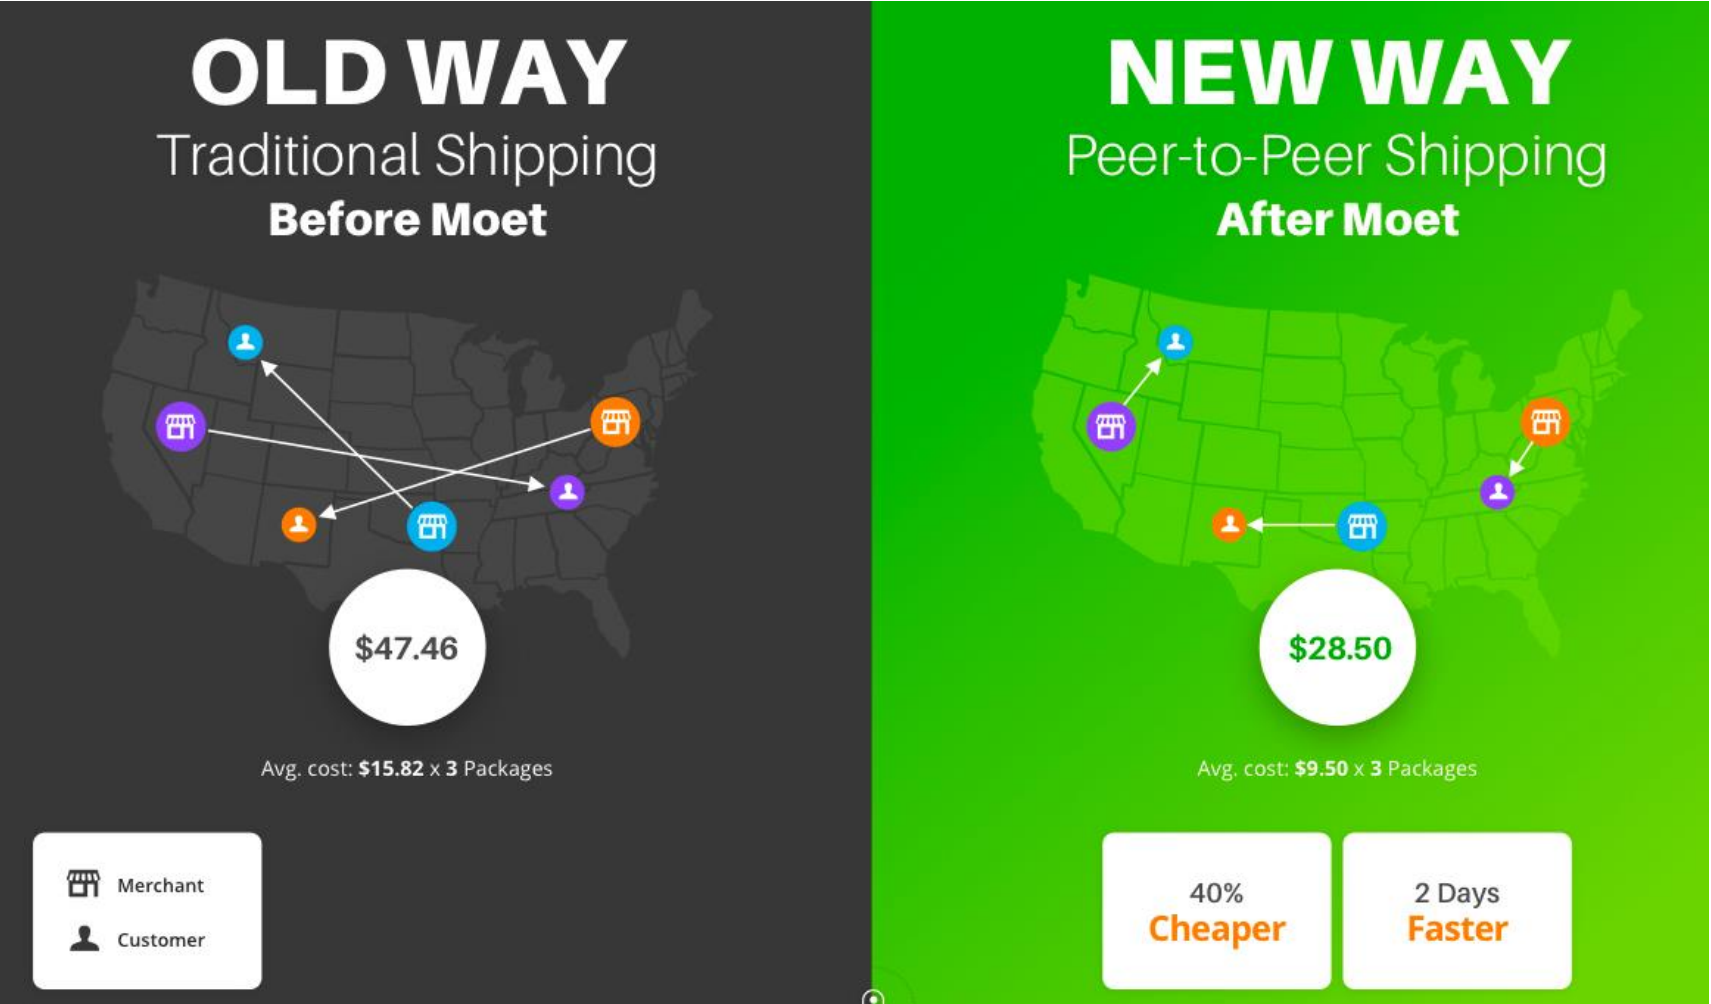 OLD WAY
Traditional Shipping
Before Moet
$47.46
Avg. cost: $15.82 x 3 Packages
Merchant
Customer
NEW WAY
Peer-to-Peer Shipping
After Moet
$28.50
Avg. cost: $9.50 x 3 Packages
40%
Cheaper
2 Days
Faster